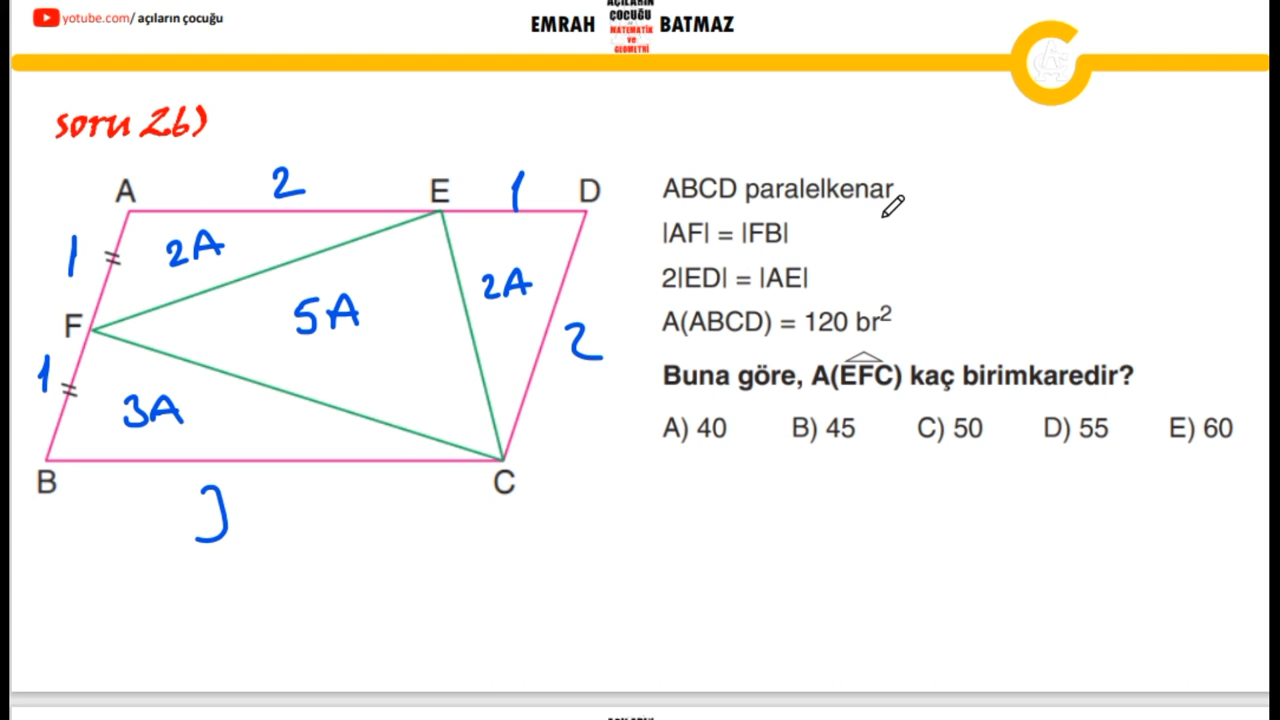 yotube.com/ açıların çocuğu
EMRAH AÇILARIN ÇOCUĞU MATEMATİK ve GEOMETRİ BATMAZ
soru 26)
A 2 E 1 D
1 2A
5A 2A
F 2
1 3A
B C
3
ABCD paralelkenar
|AF| = |FB|
2|ED| = |AE|
A(ABCD) = 120 br²
Buna göre, A(EFC) kaç birimkaredir?
A) 40 B) 45 C) 50 D) 55 E) 60